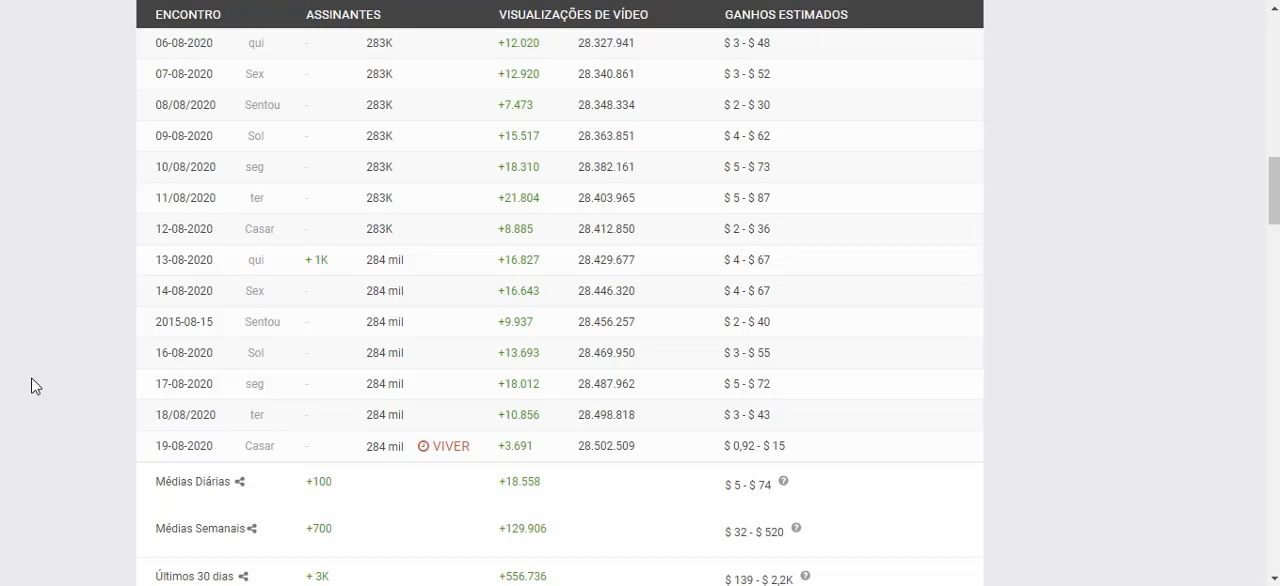 ENCONTRO ASSINANTES VISUALIZAÇÕES DE VÍDEO GANHOS ESTIMADOS
06-08-2020 qui - 283K +12.020 28.327.941 $ 3 - $ 48
07-08-2020 Sex - 283K +12.920 28.340.861 $ 3 - $ 52
08/08/2020 Sentou - 283K +7.473 28.348.334 $ 2 - $ 30
09-08-2020 Sol - 283K +15.517 28.363.851 $ 4 - $ 62
10/08/2020 seg - 283K +18.310 28.382.161 $ 5 - $ 73
11/08/2020 ter - 283K +21.804 28.403.965 $ 5 - $ 87
12-08-2020 Casar - 283K +8.885 28.412.850 $ 2 - $ 36
13-08-2020 qui + 1K 284 mil +16.827 28.429.677 $ 4 - $ 67
14-08-2020 Sex - 284 mil +16.643 28.446.320 $ 4 - $ 67
2015-08-15 Sentou - 284 mil +9.937 28.456.257 $ 2 - $ 40
16-08-2020 Sol - 284 mil +13.693 28.469.950 $ 3 - $ 55
17-08-2020 seg - 284 mil +18.012 28.487.962 $ 5 - $ 72
18/08/2020 ter - 284 mil +10.856 28.498.818 $ 3 - $ 43
19-08-2020 Casar - 284 mil VIVER +3.691 28.502.509 $ 0,92 - $ 15
Médias Diárias +100 +18.558 $ 5 - $ 74 ?
Médias Semanais +700 +129.906 $ 32 - $ 520 ?
Últimos 30 dias + 3K +556.736 $ 139 - $ 2,2K ?